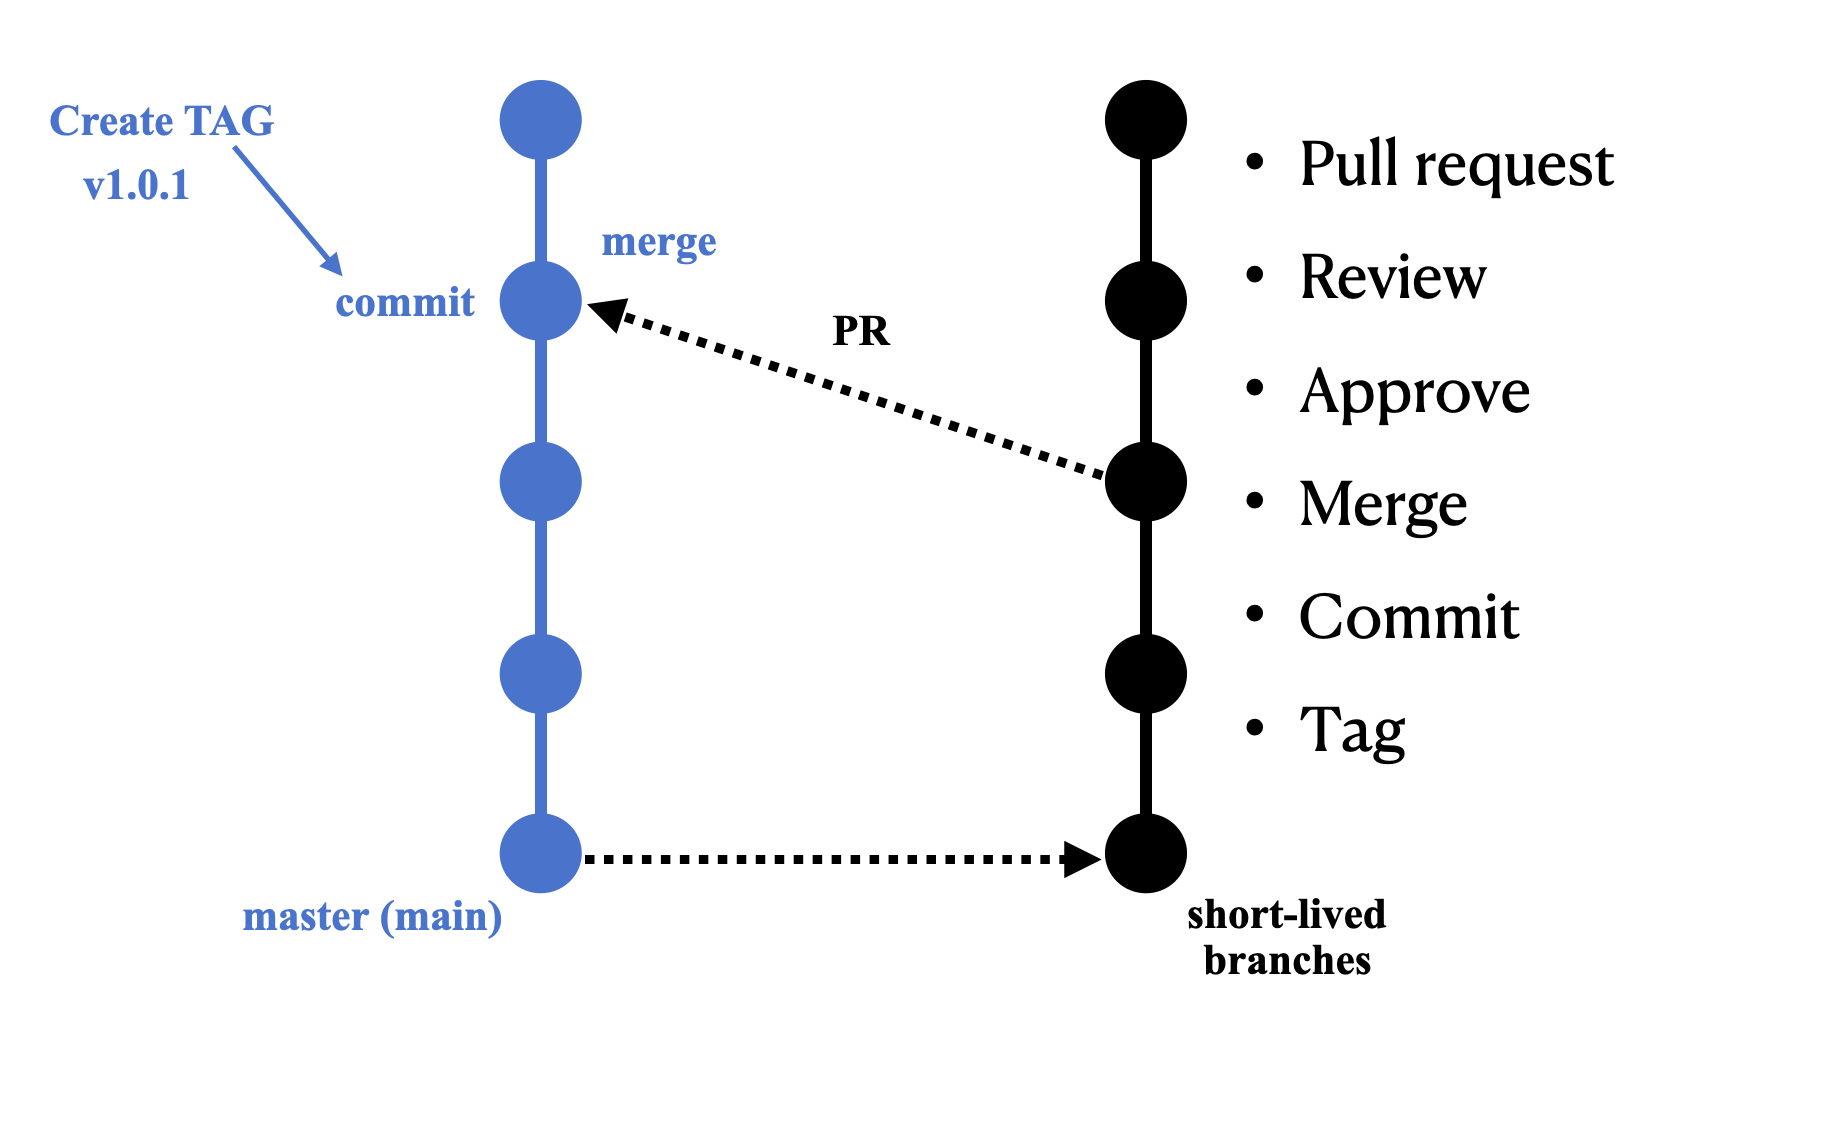 Create TAG
v1.0.1
commit
merge
PR
master (main)
short-lived
branches
• Pull request
• Review
• Approve
• Merge
• Commit
• Tag